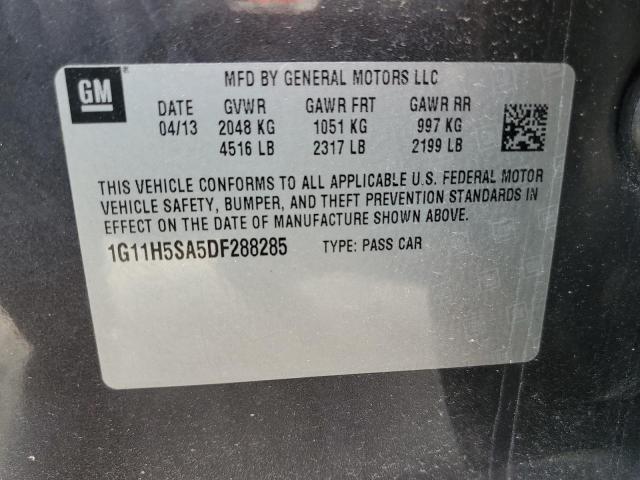 GM
MFD BY GENERAL MOTORS LLC
DATE GVWR GAWR FRT GAWR RR
04/13 2048 KG 1051 KG 997 KG
4516 LB 2317 LB 2199 LB
THIS VEHICLE CONFORMS TO ALL APPLICABLE U.S. FEDERAL MOTOR
VEHICLE SAFETY, BUMPER, AND THEFT PREVENTION STANDARDS IN
EFFECT ON THE DATE OF MANUFACTURE SHOWN ABOVE.
1G11H5SA5DF288285 TYPE: PASS CAR